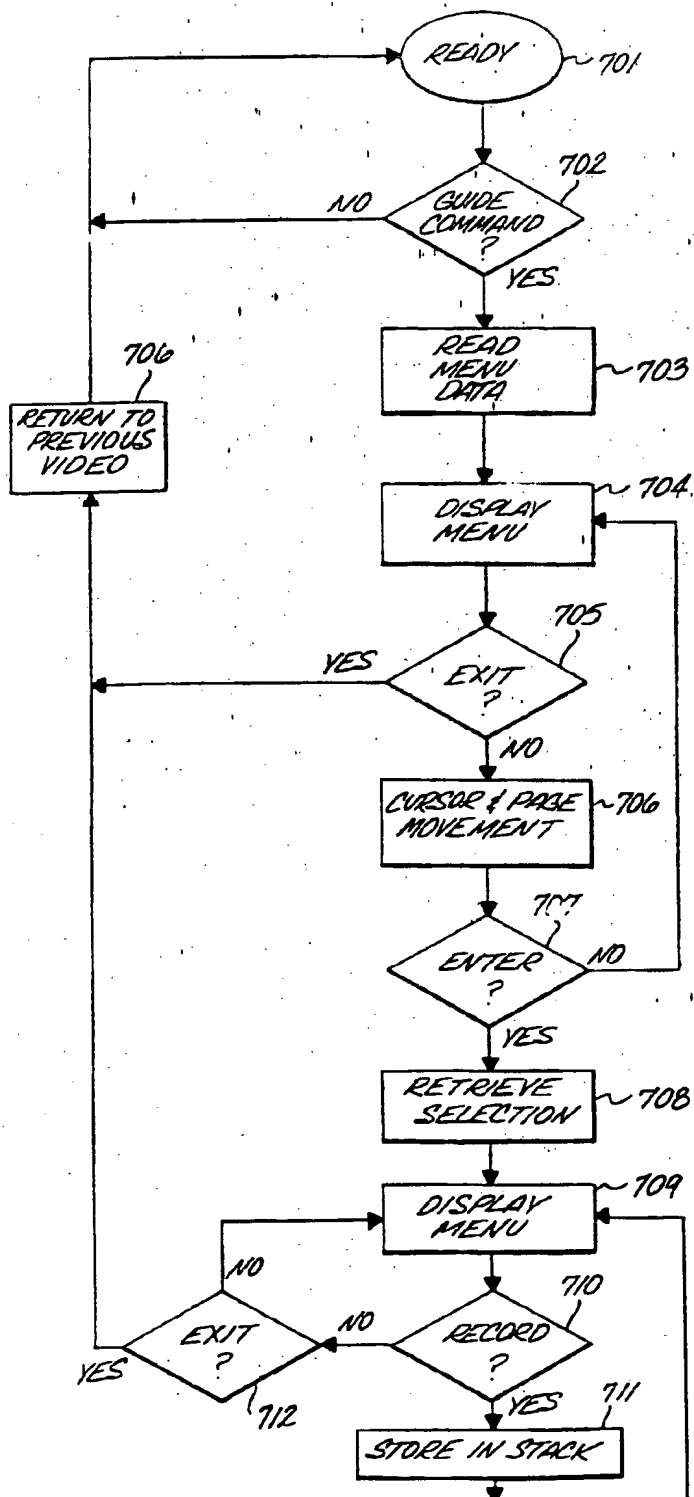 READY
701
702
GUIDE
COMMAND
?
NO
YES
READ
MENU
DATA
703
706
RETURN TO
PREVIOUS
VIDEO
704
DISPLAY
MENU
705
YES
EXIT
?
NO
CURSOR & PAGE
MOVEMENT
706
707
ENTER
?
NO
YES
RETRIEVE
SELECTION
708
709
DISPLAY
MENU
NO
710
EXIT
?
NO
RECORD
?
YES
712
YES
711
STORE IN STACK